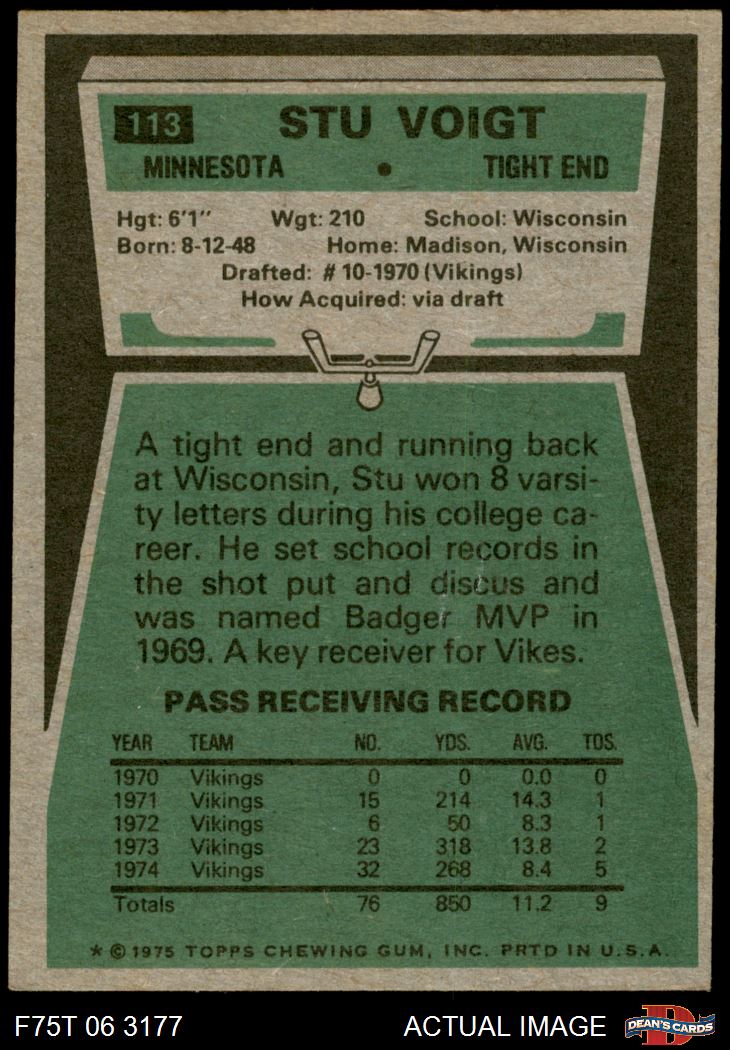 113 STU VOIGT
MINNESOTA • TIGHT END
Hgt: 6'1" Wgt: 210 School: Wisconsin
Born: 8-12-48 Home: Madison, Wisconsin
Drafted: #10-1970 (Vikings)
How Acquired: via draft
A tight end and running back
at Wisconsin, Stu won 8 varsi-
ty letters during his college ca-
reer. He set school records in
the shot put and discus and
was named Badger MVP in
1969. A key receiver for Vikes.
PASS RECEIVING RECORD
YEAR TEAM NO. YDS. AVG. TDS.
1970 Vikings 0 0 0.0 0
1971 Vikings 15 214 14.3 1
1972 Vikings 6 50 8.3 1
1973 Vikings 23 318 13.8 2
1974 Vikings 32 268 8.4 5
Totals 76 850 11.2 9
* © 1975 TOPPS CHEWING GUM, INC. PRTD IN U.S.A.
F75T 06 3177 ACTUAL IMAGE D DEAN'S CARDS